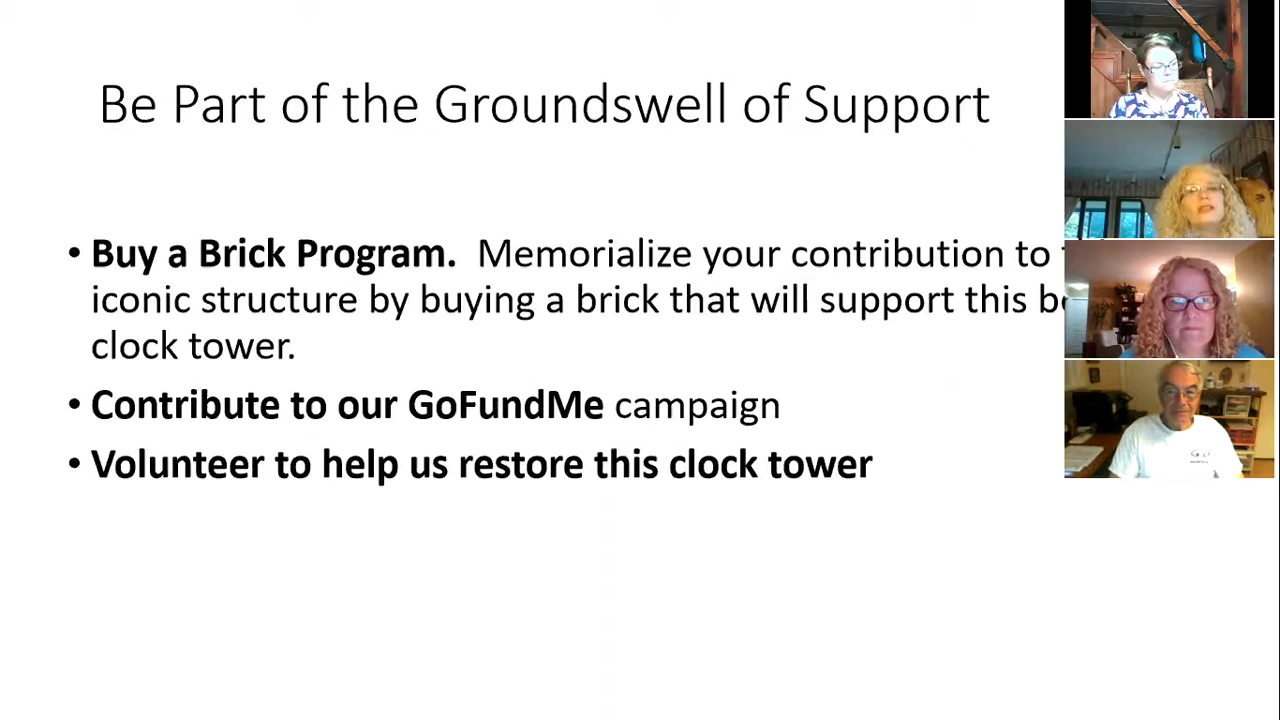 Be Part of the Groundswell of Support
• Buy a Brick Program. Memorialize your contribution to
iconic structure by buying a brick that will support this
clock tower.
• Contribute to our GoFundMe campaign
• Volunteer to help us restore this clock tower